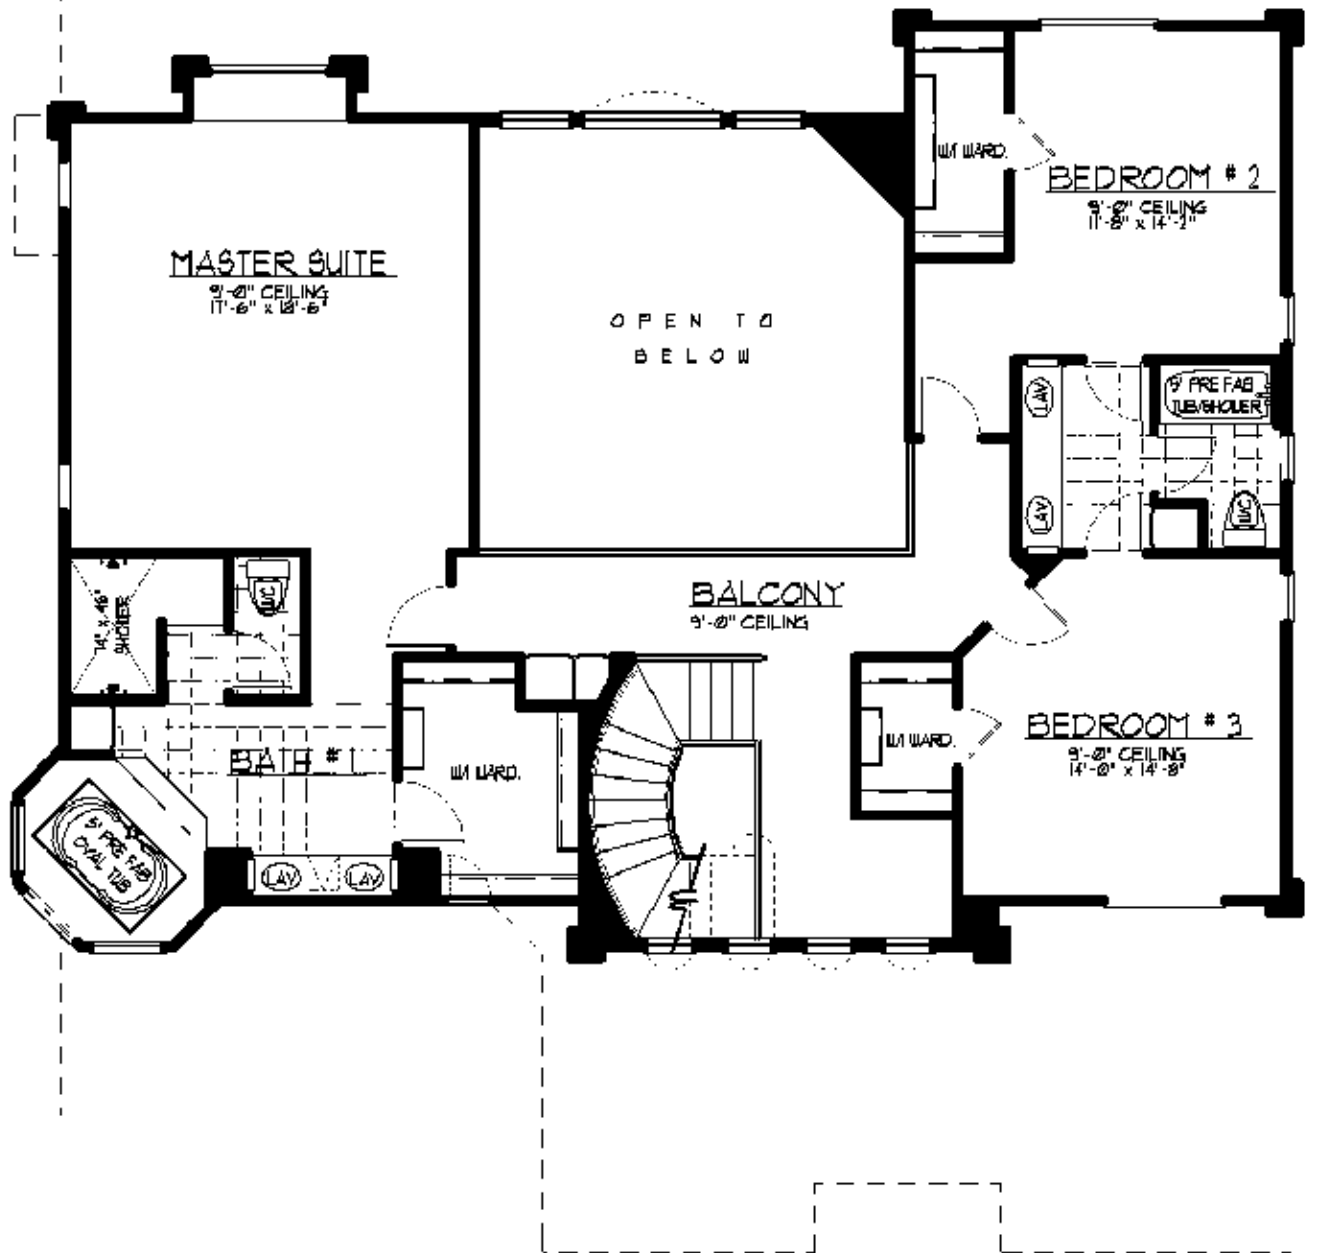 W/I WARD.
BEDROOM # 2
9'-0" CEILING
11'-8" x 14'-2"
MASTER SUITE
9'-0" CEILING
17'-6" x 18'-6"
OPEN TO
BELOW
LAV
5' PRE FAB
TUB/SHOWER
LAV
W/C
BALCONY
9'-0" CEILING
W/C
SHOWER
BEDROOM # 3
9'-0" CEILING
14'-0" x 14'-8"
W/I WARD.
BATH # 1
W/I WARD.
5' PRE FAB
OVAL TUB
LAV
LAV